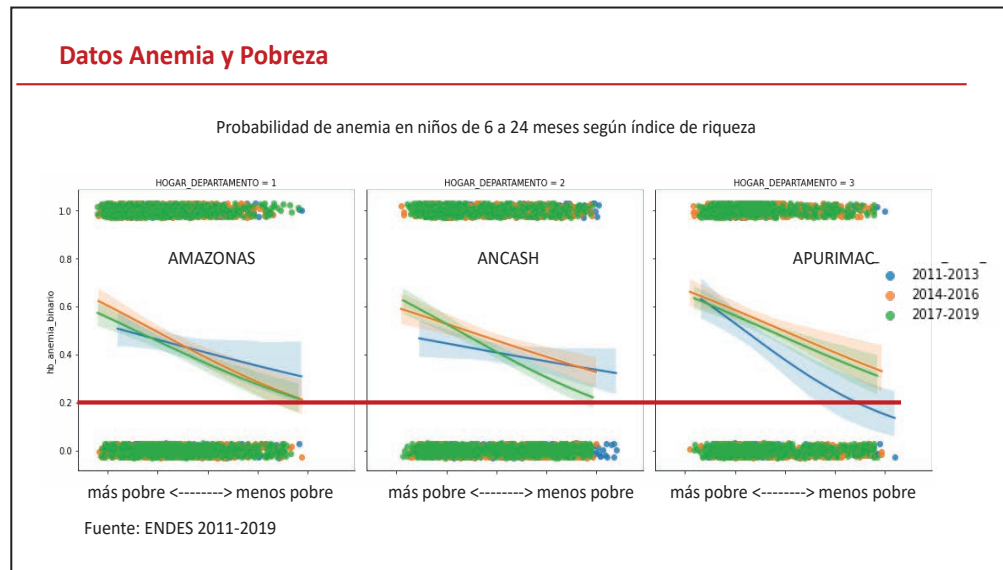 Datos Anemia y Pobreza
Probabilidad de anemia en niños de 6 a 24 meses según índice de riqueza
HOGAR_DEPARTAMENTO = 1
HOGAR_DEPARTAMENTO = 2
HOGAR_DEPARTAMENTO = 3
hb_anemia_binario
1.0
0.8
0.6
0.4
0.2
0.0
AMAZONAS
ANCASH
APURIMAC
2011-2013
2014-2016
2017-2019
más pobre <--------> menos pobre
más pobre <--------> menos pobre
más pobre <--------> menos pobre
Fuente: ENDES 2011-2019